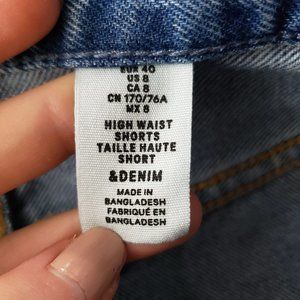 EUR 40
US 8
CA 8
CN 170/76A
MX 8
HIGH WAIST
SHORTS
TAILLE HAUTE
SHORT
&DENIM
MADE IN
BANGLADESH
FABRIQUÉ EN
BANGLADESH